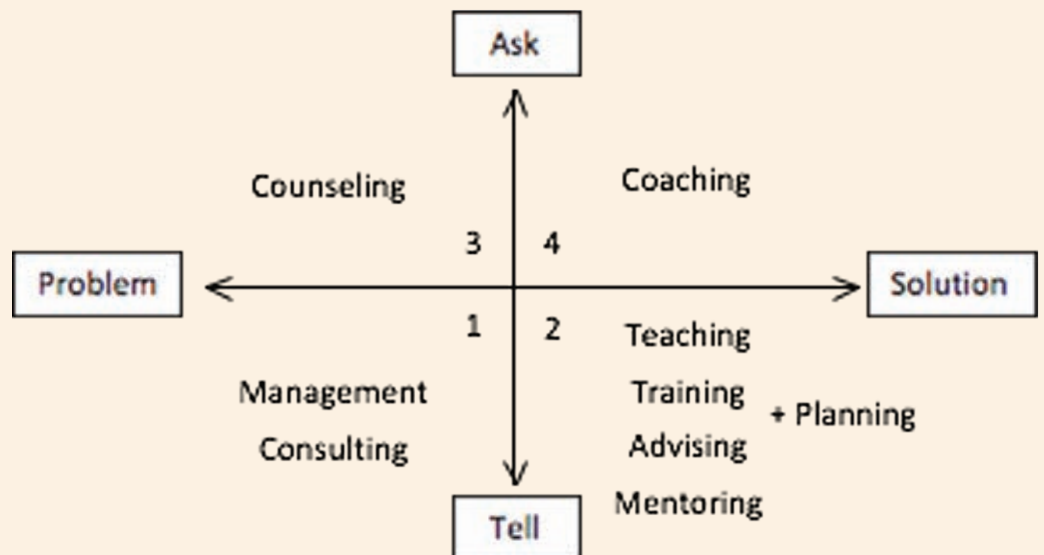 Ask
Counseling
Coaching
3
4
Problem
Solution
1
2
Teaching
Management
Training
+ Planning
Consulting
Advising
Mentoring
Tell